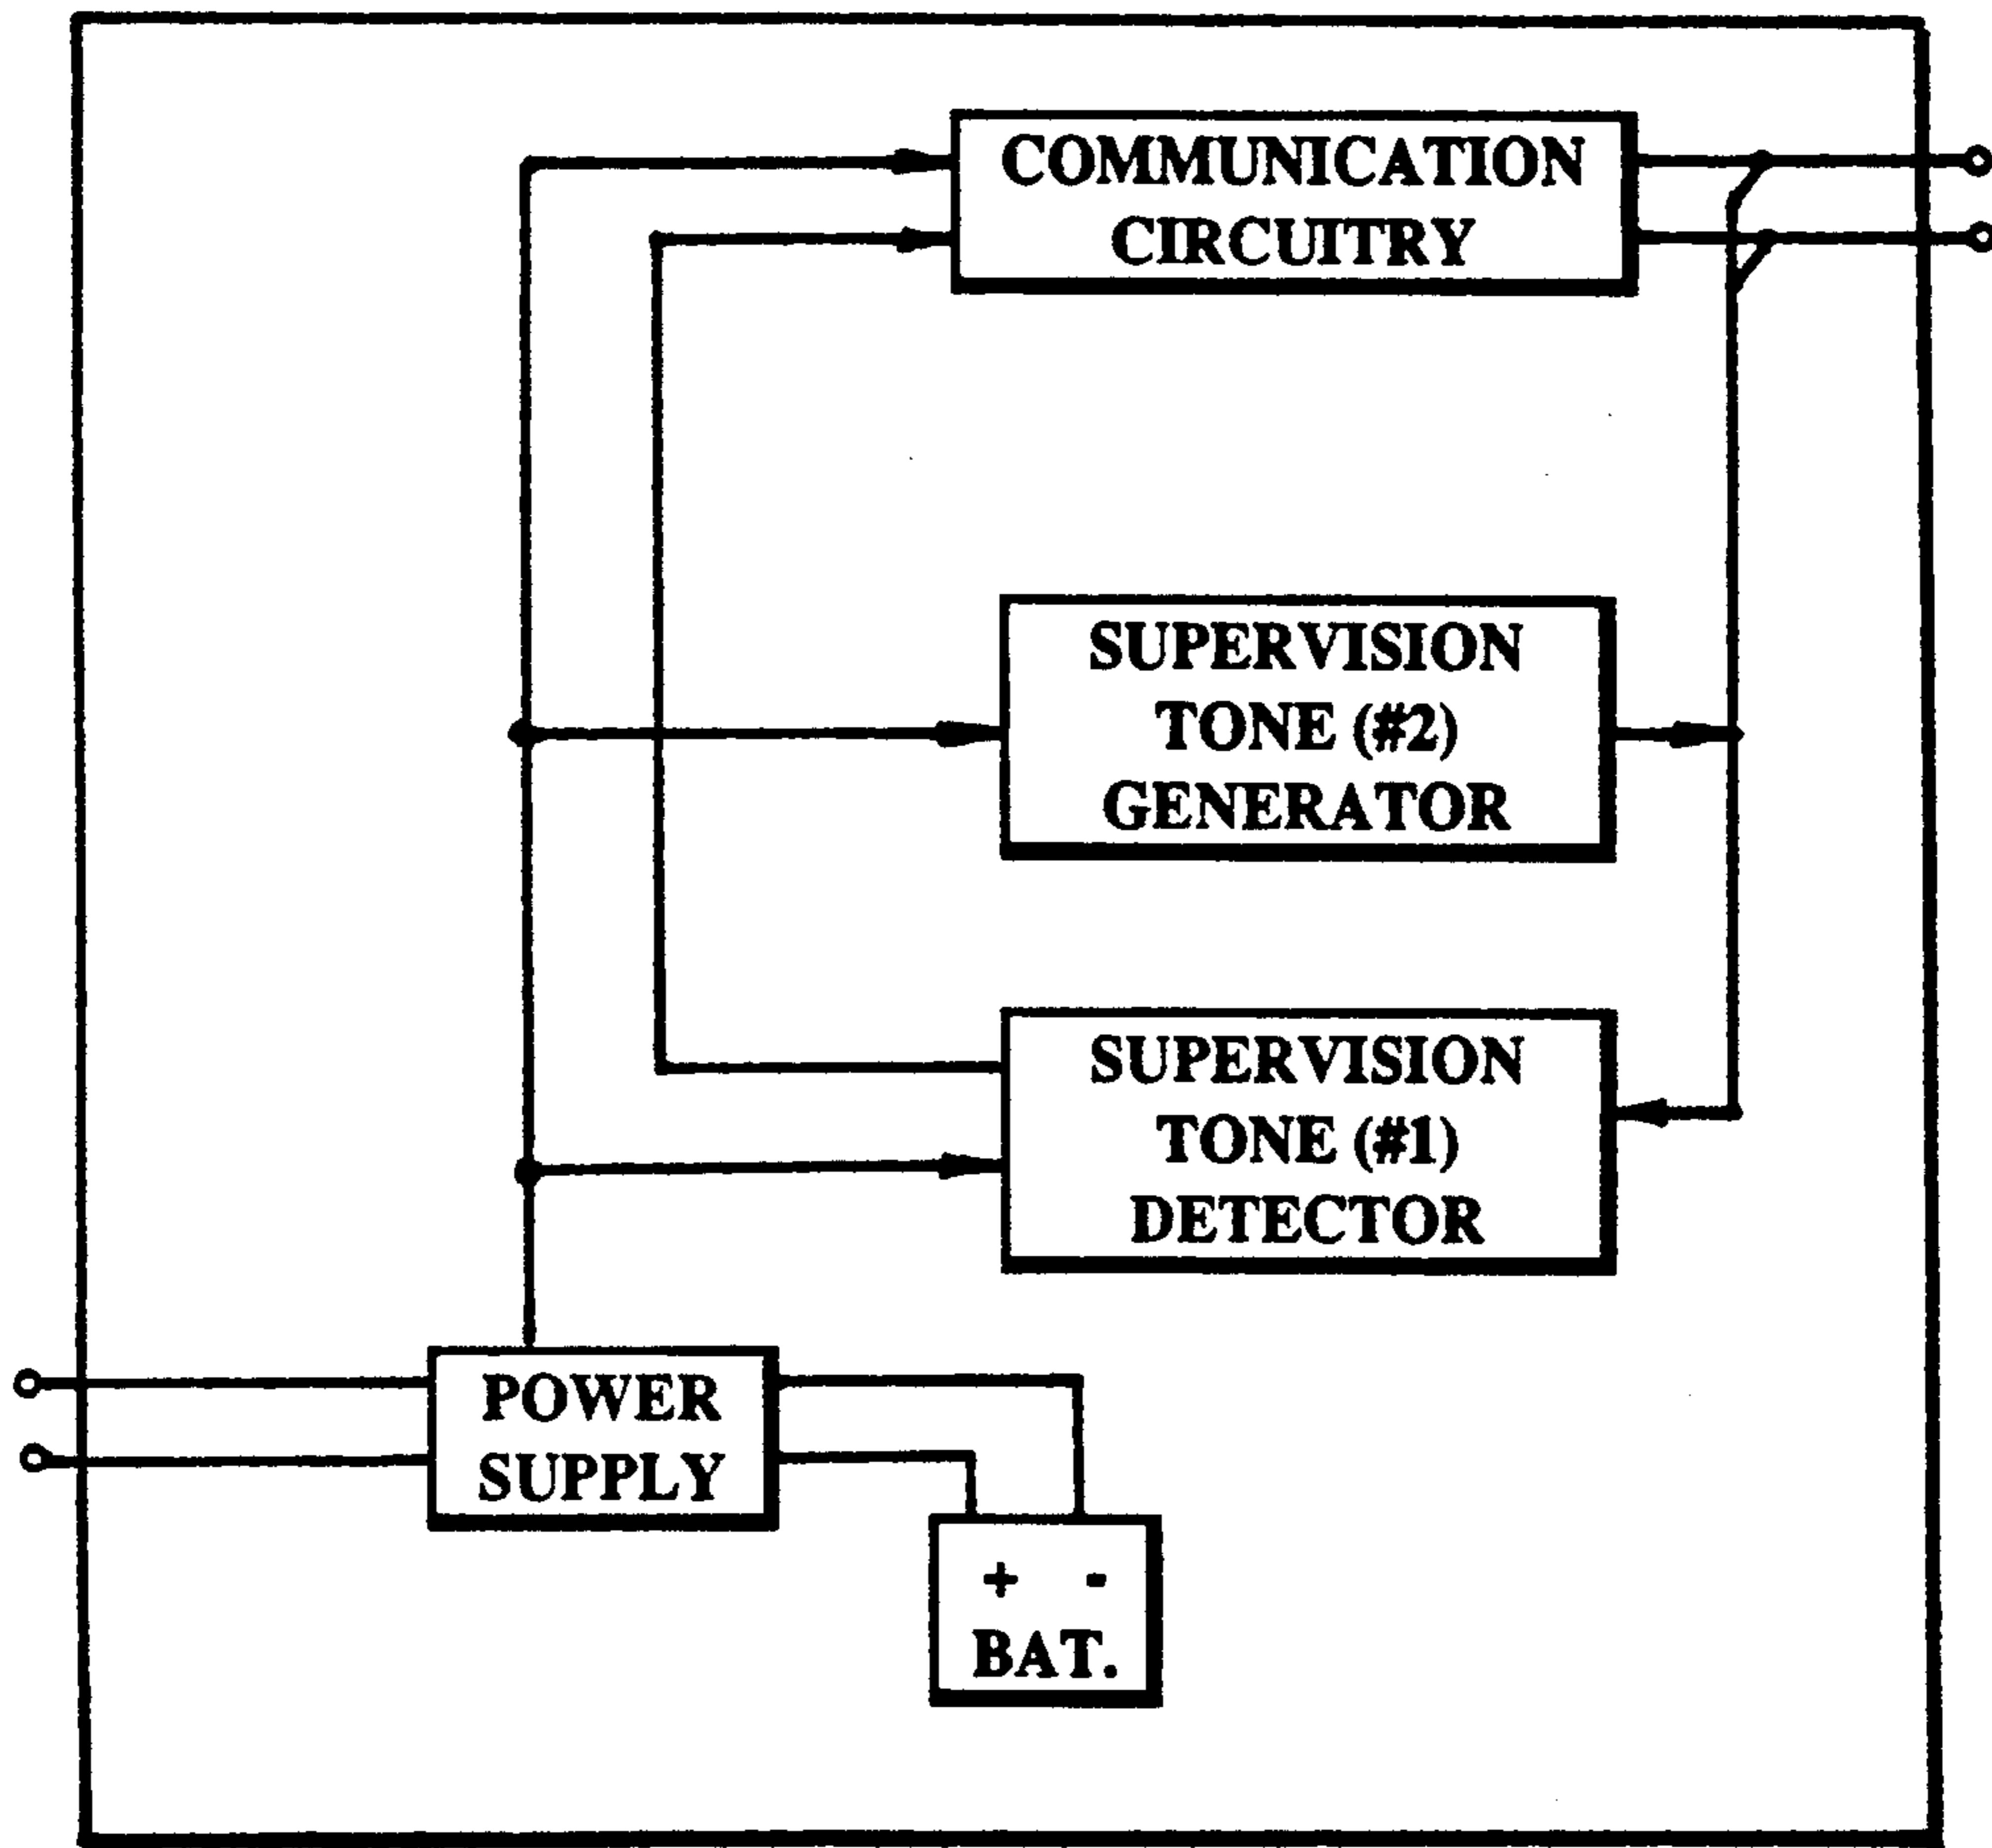 COMMUNICATION
CIRCUITRY
SUPERVISION
TONE (#2)
GENERATOR
SUPERVISION
TONE (#1)
DETECTOR
POWER
SUPPLY
+ -
BAT.